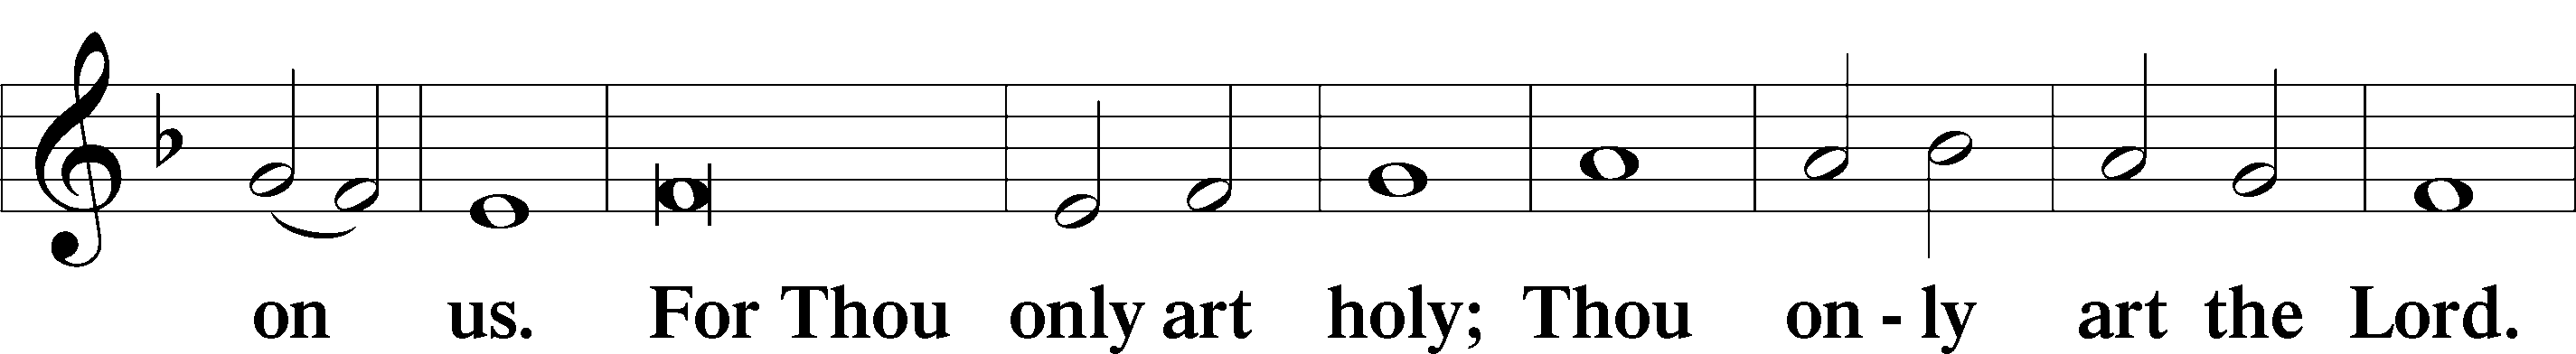 on us. For Thou only art holy; Thou on - ly art the Lord.